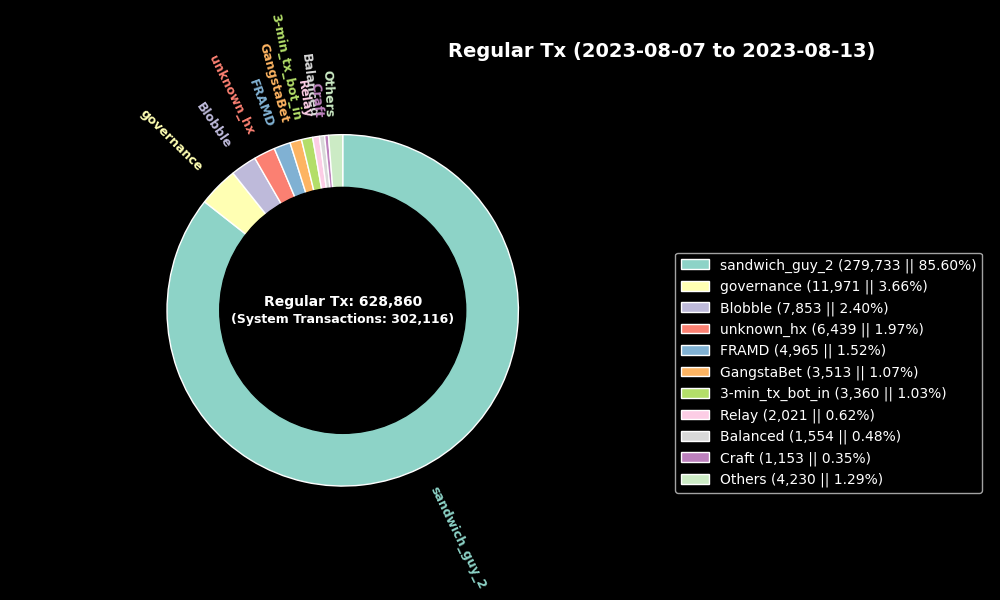 Regular Tx (2023-08-07 to 2023-08-13)
governance
Blobble
unknown_hx
FRAMD
GangstaBet
3-min_tx_bot_in
Relay
Balanced
Craft
Others
Regular Tx: 628,860
(System Transactions: 302,116)
sandwich_guy_2
sandwich_guy_2 (279,733 || 85.60%)
governance (11,971 || 3.66%)
Blobble (7,853 || 2.40%)
unknown_hx (6,439 || 1.97%)
FRAMD (4,965 || 1.52%)
GangstaBet (3,513 || 1.07%)
3-min_tx_bot_in (3,360 || 1.03%)
Relay (2,021 || 0.62%)
Balanced (1,554 || 0.48%)
Craft (1,153 || 0.35%)
Others (4,230 || 1.29%)